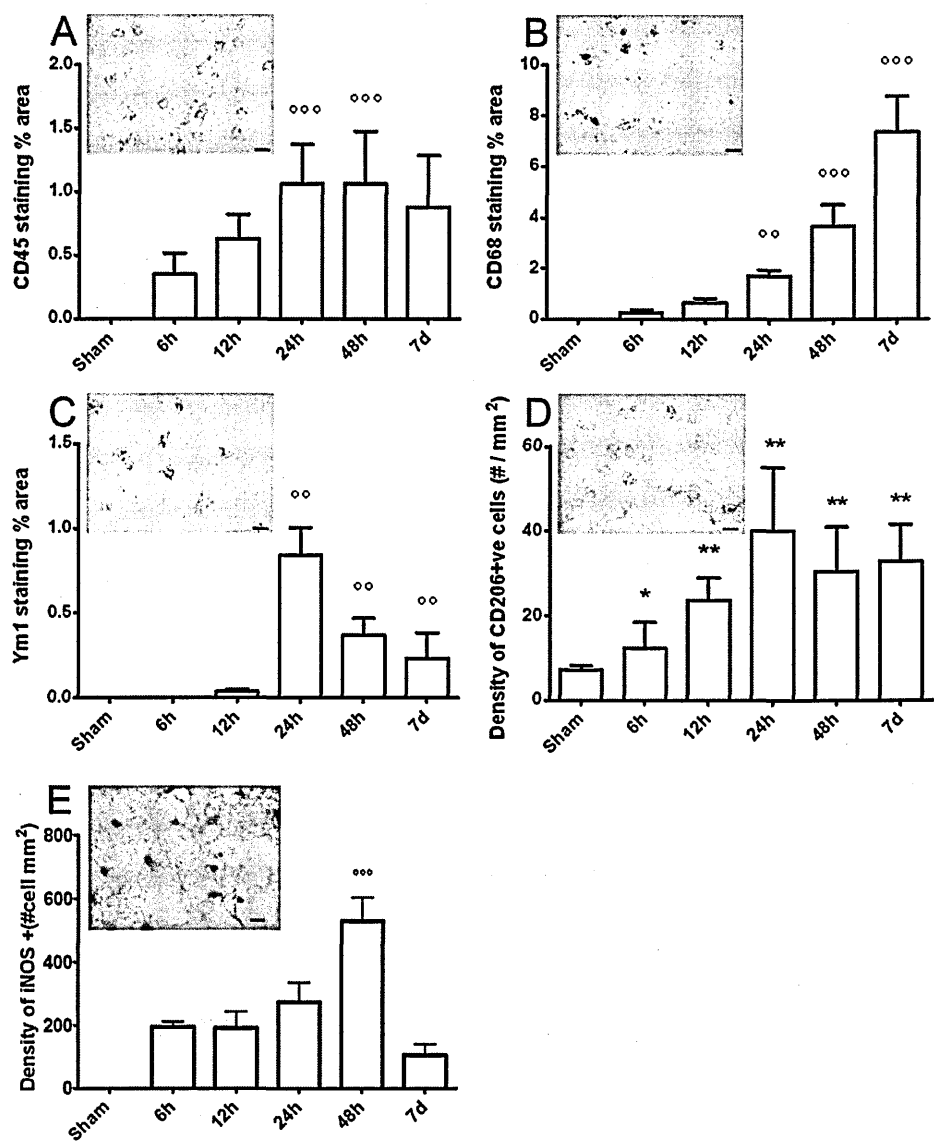 A
CD45 staining % area
2.0
1.5
1.0
0.5
0.0
°°°
°°°
Sham
6h
12h
24h
48h
7d
B
CD68 staining % area
10
8
6
4
2
0
°°
°°°
°°°
Sham
6h
12h
24h
48h
7d
C
Ym1 staining % area
1.5
1.0
0.5
0.0
°°
°°
°°
Sham
6h
12h
24h
48h
7d
D
Density of CD206+ve cells (# / mm²)
60
40
20
0
*
**
**
**
**
Sham
6h
12h
24h
48h
7d
E
Density of iNOS +(#cell mm²)
800
600
400
200
0
°°°
Sham
6h
12h
24h
48h
7d